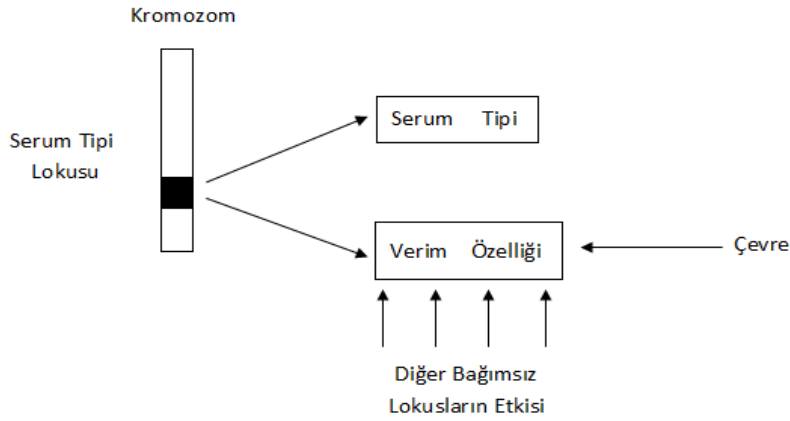 Kromozom
Serum Tipi
Lokusu
Serum Tipi
Verim Özelliği
Çevre
Diğer Bağımsız
Lokusların Etkisi